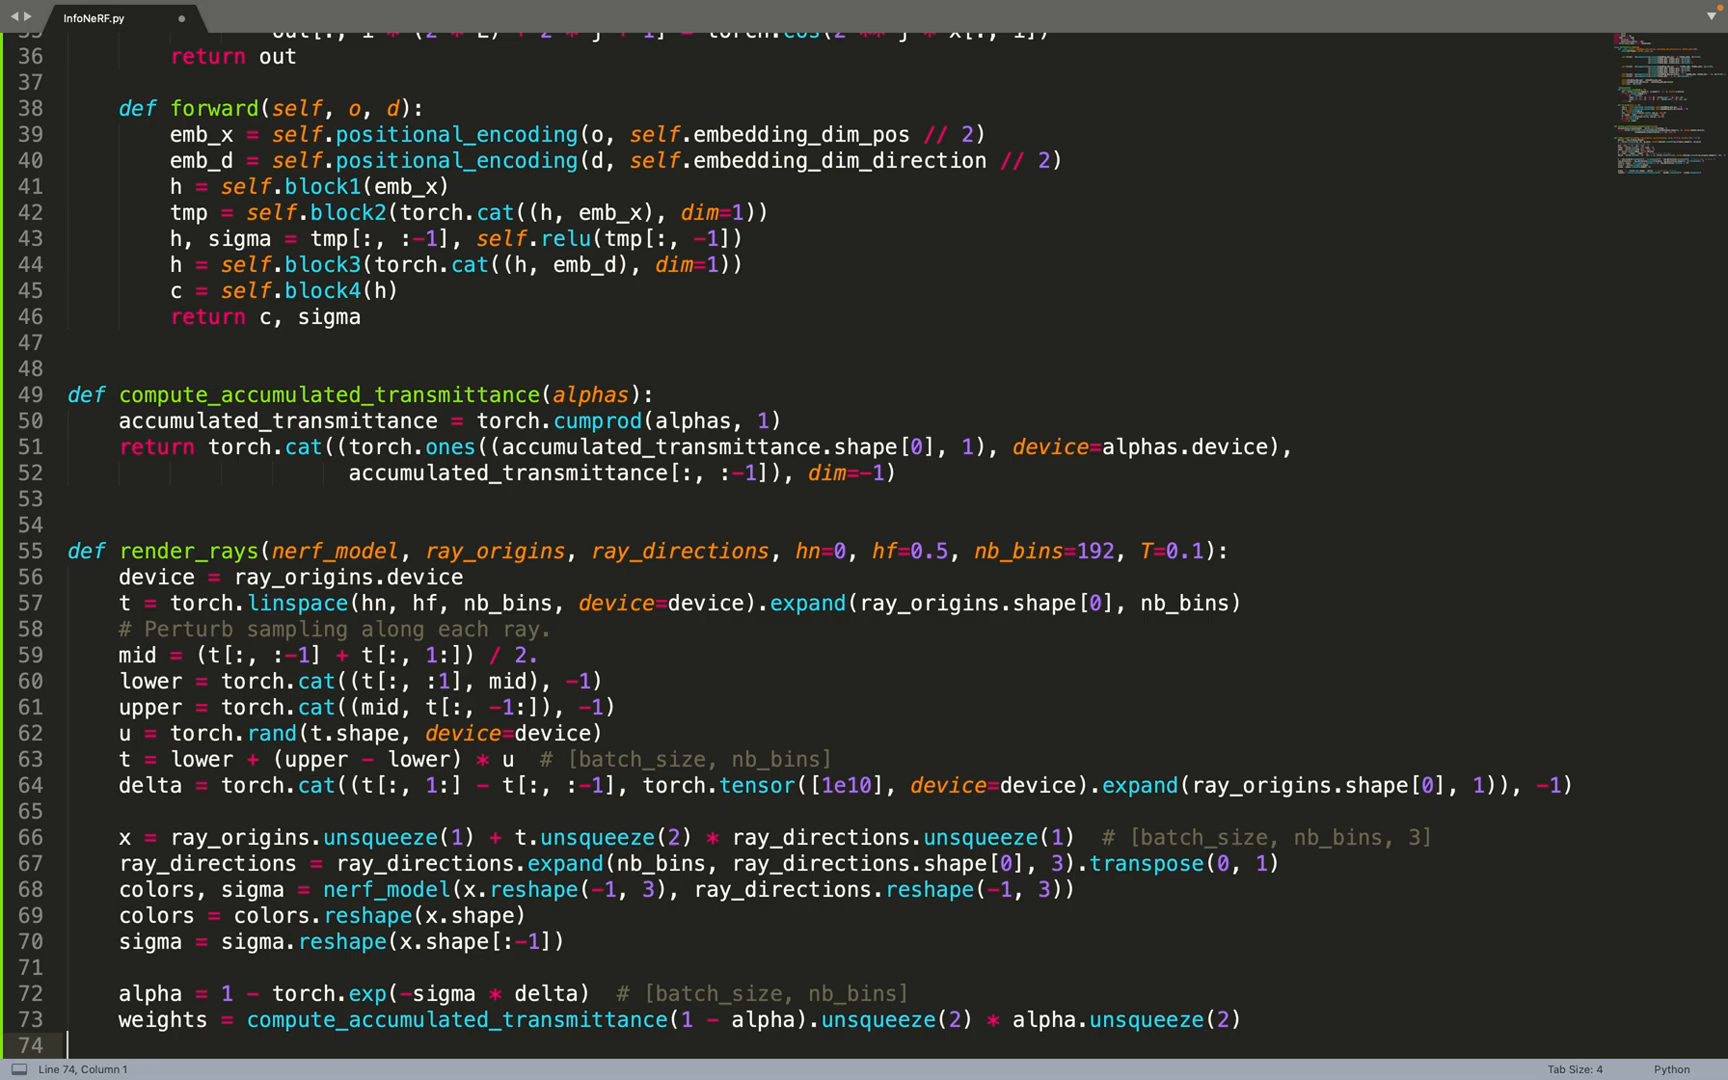 InfoNeRF.py
36 return out
37
38 def forward(self, o, d):
39 emb_x = self.positional_encoding(o, self.embedding_dim_pos // 2)
40 emb_d = self.positional_encoding(d, self.embedding_dim_direction // 2)
41 h = self.block1(emb_x)
42 tmp = self.block2(torch.cat((h, emb_x), dim=1))
43 h, sigma = tmp[:, :-1], self.relu(tmp[:, -1])
44 h = self.block3(torch.cat((h, emb_d), dim=1))
45 c = self.block4(h)
46 return c, sigma
47
48
49 def compute_accumulated_transmittance(alphas):
50 accumulated_transmittance = torch.cumprod(alphas, 1)
51 return torch.cat((torch.ones((accumulated_transmittance.shape[0], 1), device=alphas.device),
52 accumulated_transmittance[:, :-1]), dim=-1)
53
54
55 def render_rays(nerf_model, ray_origins, ray_directions, hn=0, hf=0.5, nb_bins=192, T=0.1):
56 device = ray_origins.device
57 t = torch.linspace(hn, hf, nb_bins, device=device).expand(ray_origins.shape[0], nb_bins)
58 # Perturb sampling along each ray.
59 mid = (t[:, :-1] + t[:, 1:]) / 2.
60 lower = torch.cat((t[:, :1], mid), -1)
61 upper = torch.cat((mid, t[:, -1:]), -1)
62 u = torch.rand(t.shape, device=device)
63 t = lower + (upper - lower) * u  # [batch_size, nb_bins]
64 delta = torch.cat((t[:, 1:] - t[:, :-1], torch.tensor([1e10], device=device).expand(ray_origins.shape[0], 1)), -1)
65
66 x = ray_origins.unsqueeze(1) + t.unsqueeze(2) * ray_directions.unsqueeze(1)  # [batch_size, nb_bins, 3]
67 ray_directions = ray_directions.expand(nb_bins, ray_directions.shape[0], 3).transpose(0, 1)
68 colors, sigma = nerf_model(x.reshape(-1, 3), ray_directions.reshape(-1, 3))
69 colors = colors.reshape(x.shape)
70 sigma = sigma.reshape(x.shape[:-1])
71
72 alpha = 1 - torch.exp(-sigma * delta)  # [batch_size, nb_bins]
73 weights = compute_accumulated_transmittance(1 - alpha).unsqueeze(2) * alpha.unsqueeze(2)
74
Line 74, Column 1
Tab Size: 4
Python